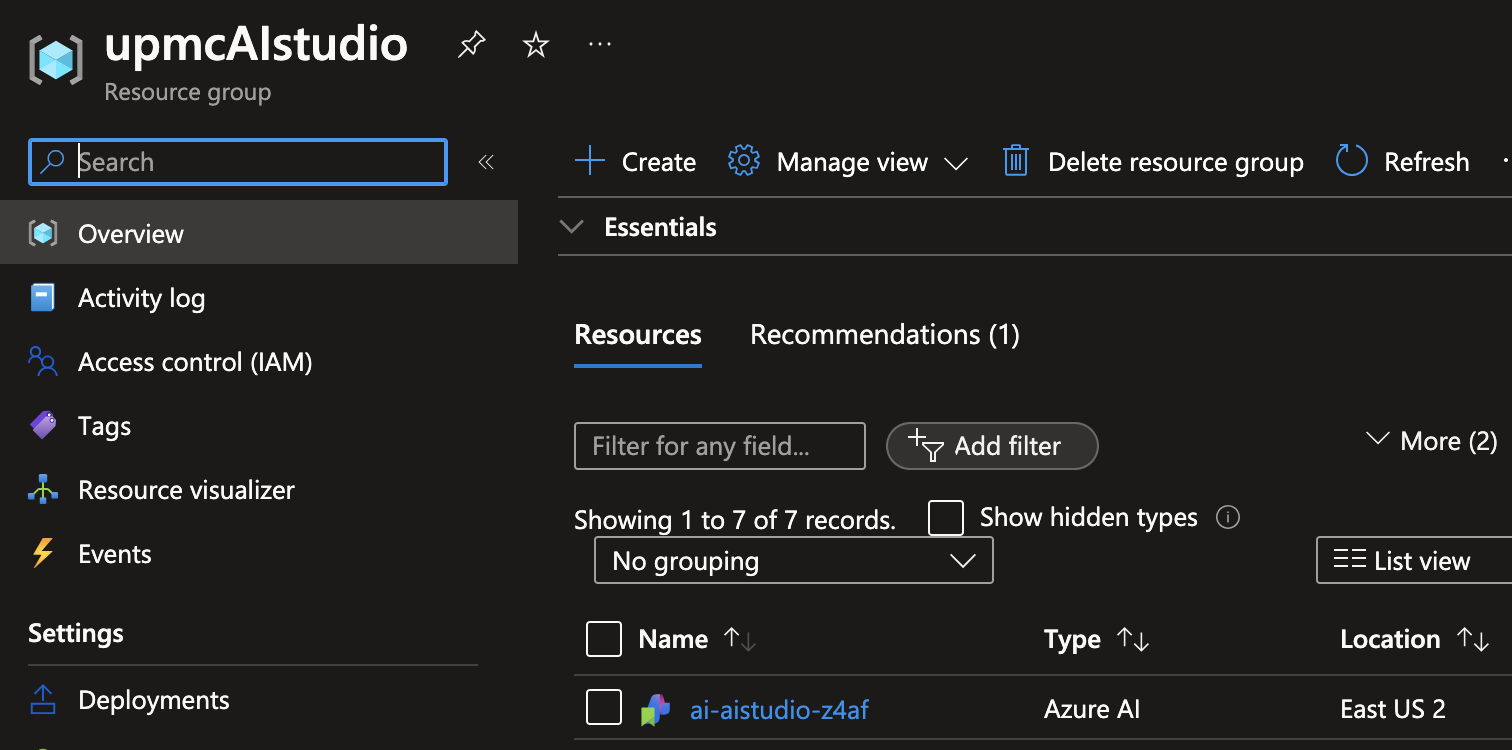 upmcAIstudio
Resource group
Search
Overview
Activity log
Access control (IAM)
Tags
Resource visualizer
Events
Settings
Deployments
Create Manage view Delete resource group Refresh
Essentials
Resources Recommendations (1)
Filter for any field... Add filter More (2)
Showing 1 to 7 of 7 records. Show hidden types
No grouping List view
Name Type Location
ai-aistudio-z4af Azure AI East US 2